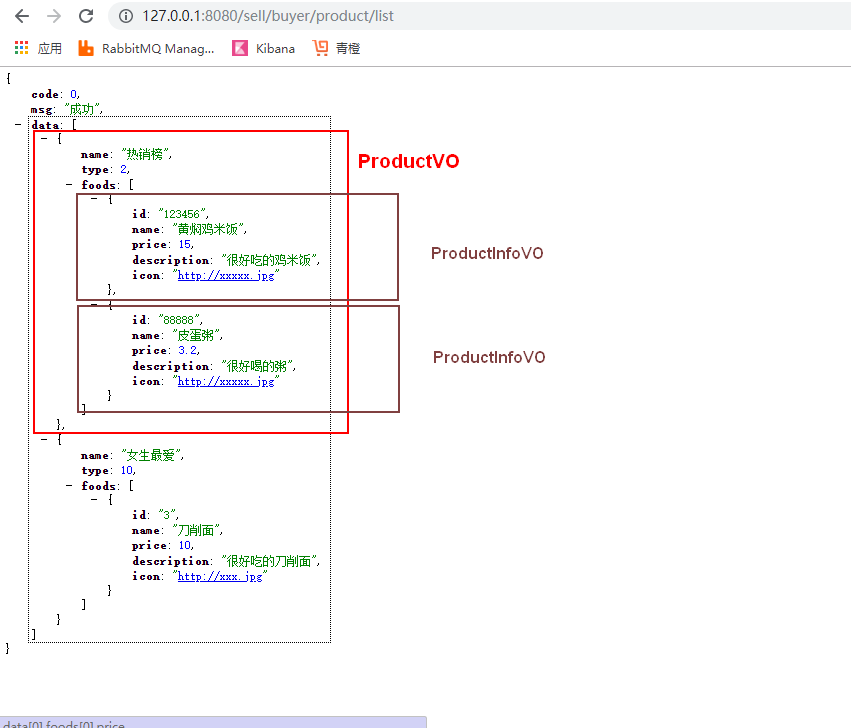 127.0.0.1:8080/sell/buyer/product/list
应用 RabbitMQ Manag... Kibana 青橙
{
code: 0,
msg: "成功",
- data: [
- {
name: "热销榜",
type: 2,
- foods: [
- {
id: "123456",
name: "黄焖鸡米饭",
price: 15,
description: "很好吃的鸡米饭",
icon: "http://xxxxx.jpg"
},
- {
id: "88888",
name: "皮蛋粥",
price: 3.2,
description: "很好喝的粥",
icon: "http://xxxxx.jpg"
}
]
},
- {
name: "女生最爱",
type: 10,
- foods: [
- {
id: "3",
name: "刀削面",
price: 10,
description: "很好吃的刀削面",
icon: "http://xxx.jpg"
}
]
}
]
}
ProductVO
ProductInfoVO
ProductInfoVO
data[0].foods[0].price